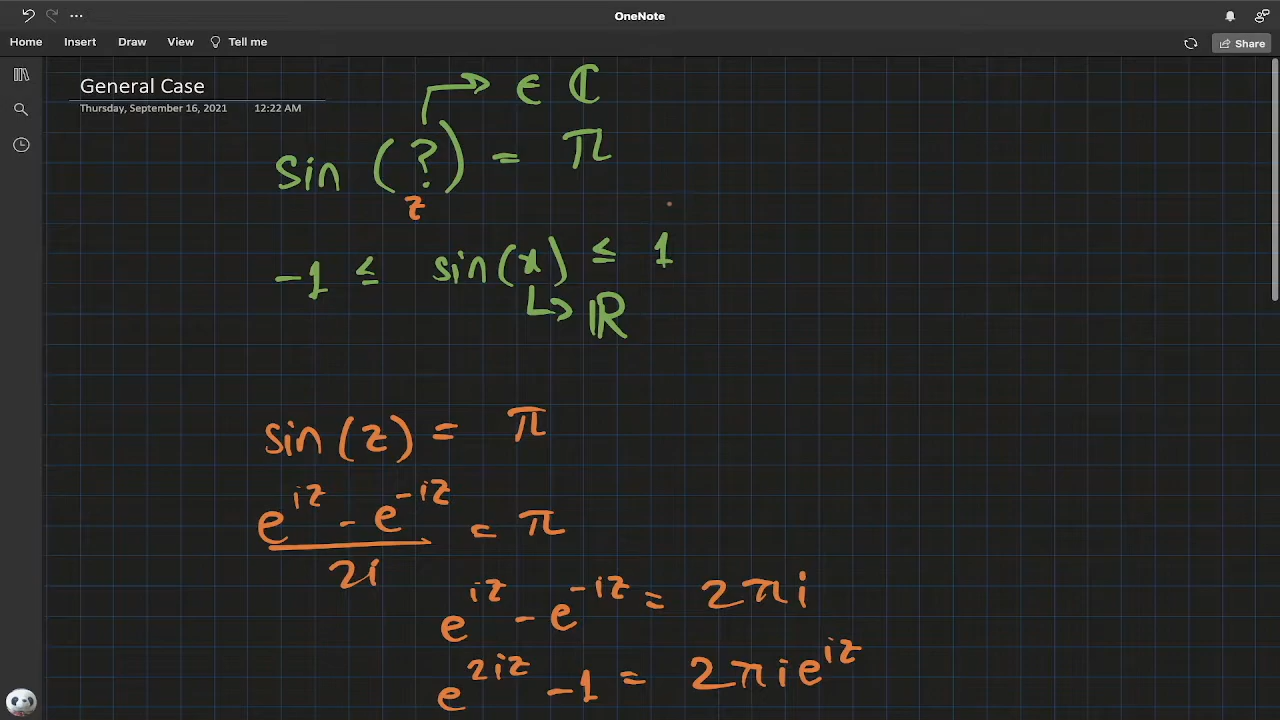 OneNote
Home Insert Draw View Tell me Share
General Case
Thursday, September 16, 2021 12:22 AM
→ ∈ ℂ
sin (?) = π
z
-1 ≤ sin(x) ≤ 1
↳ ℝ
sin(z) = π
(e^{iz} - e^{-iz}) / 2i = π
e^{iz} - e^{-iz} = 2πi
e^{2iz} - 1 = 2πi e^{iz}